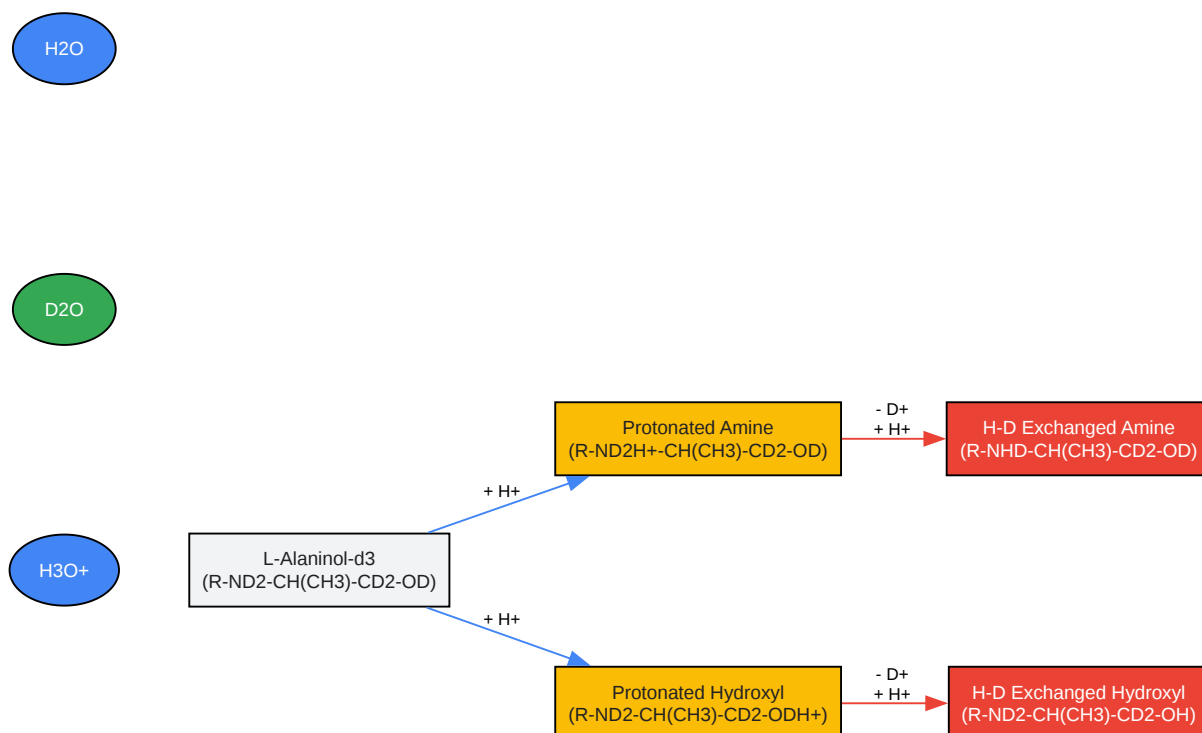 H2O
D2O
Protonated Amine
(R-ND2H+-CH(CH3)-CD2-OD)
- D+
+ H+
H-D Exchanged Amine
(R-NHD-CH(CH3)-CD2-OD)
+ H+
H3O+
L-Alaninol-d3
(R-ND2-CH(CH3)-CD2-OD)
+ H+
Protonated Hydroxyl
(R-ND2-CH(CH3)-CD2-ODH+)
- D+
+ H+
H-D Exchanged Hydroxyl
(R-ND2-CH(CH3)-CD2-OH)